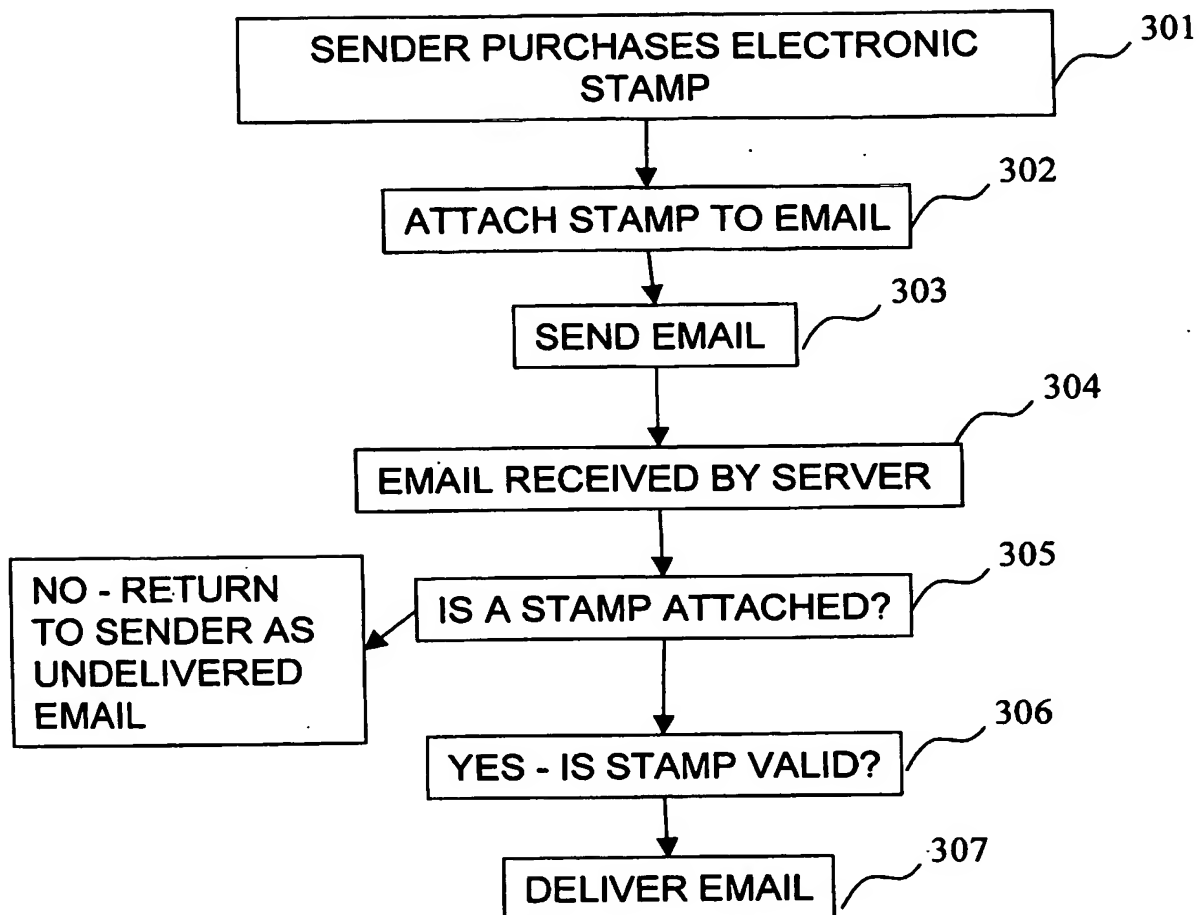 SENDER PURCHASES ELECTRONIC
STAMP
301
ATTACH STAMP TO EMAIL
302
SEND EMAIL
303
EMAIL RECEIVED BY SERVER
304
IS A STAMP ATTACHED?
305
NO - RETURN
TO SENDER AS
UNDELIVERED
EMAIL
YES - IS STAMP VALID?
306
DELIVER EMAIL
307